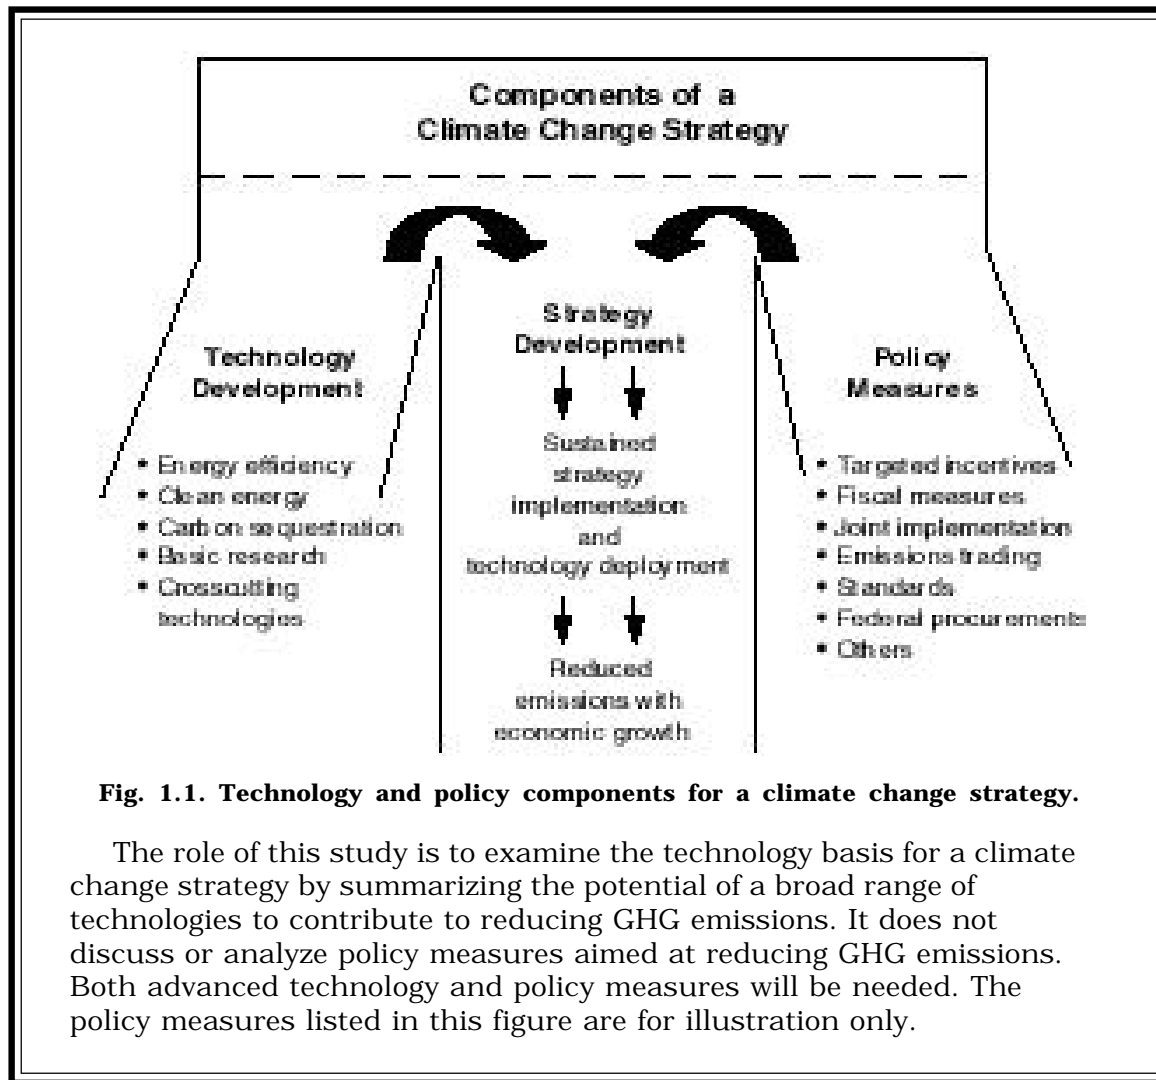 Components of a
Climate Change Strategy
Technology
Development
• Energy efficiency
• Clean energy
• Carbon sequestration
• Basic research
• Crosscutting
technologies
Strategy
Development
Sustained
strategy
implementation
and
technology deployment
Reduced
emissions with
economic growth
Policy
Measures
• Targeted incentives
• Fiscal measures
• Joint implementation
• Emissions trading
• Standards
• Federal procurements
• Others
Fig. 1.1. Technology and policy components for a climate change strategy.
The role of this study is to examine the technology basis for a climate
change strategy by summarizing the potential of a broad range of
technologies to contribute to reducing GHG emissions. It does not
discuss or analyze policy measures aimed at reducing GHG emissions.
Both advanced technology and policy measures will be needed. The
policy measures listed in this figure are for illustration only.